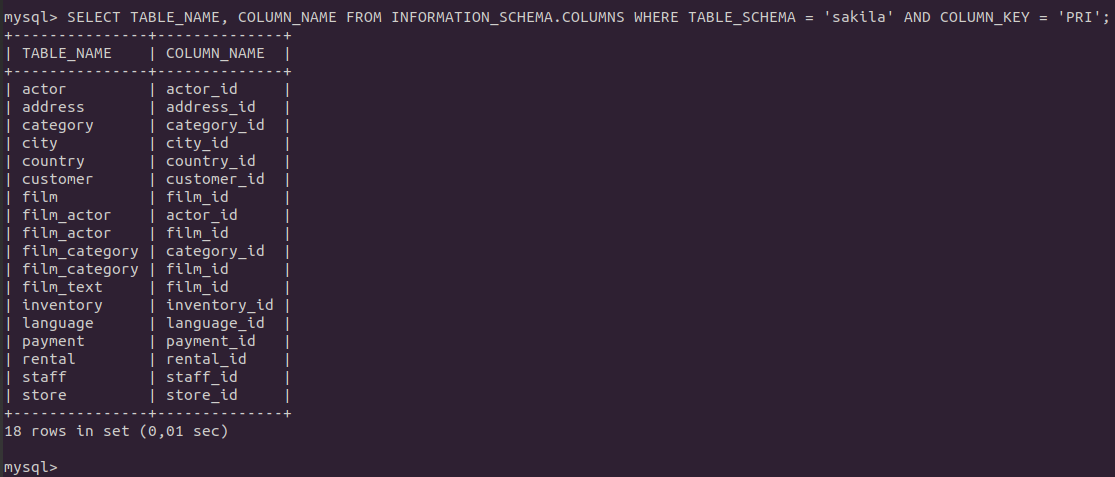 mysql> SELECT TABLE_NAME, COLUMN_NAME FROM INFORMATION_SCHEMA.COLUMNS WHERE TABLE_SCHEMA = 'sakila' AND COLUMN_KEY = 'PRI';
+---------------+--------------+
| TABLE_NAME    | COLUMN_NAME  |
+---------------+--------------+
| actor         | actor_id     |
| address       | address_id   |
| category      | category_id  |
| city          | city_id      |
| country       | country_id   |
| customer      | customer_id  |
| film          | film_id      |
| film_actor    | actor_id     |
| film_actor    | film_id      |
| film_category | category_id  |
| film_category | film_id      |
| film_text     | film_id      |
| inventory     | inventory_id |
| language      | language_id  |
| payment       | payment_id   |
| rental        | rental_id    |
| staff         | staff_id     |
| store         | store_id     |
+---------------+--------------+
18 rows in set (0,01 sec)
mysql>